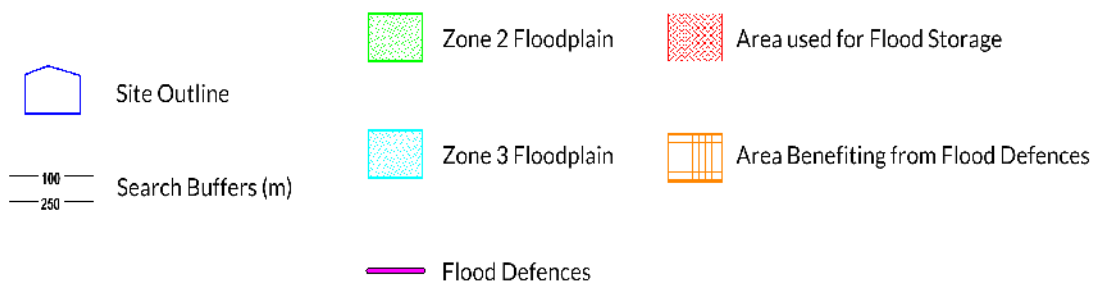 Site Outline
100
250
Search Buffers (m)
Zone 2 Floodplain
Zone 3 Floodplain
Flood Defences
Area used for Flood Storage
Area Benefiting from Flood Defences